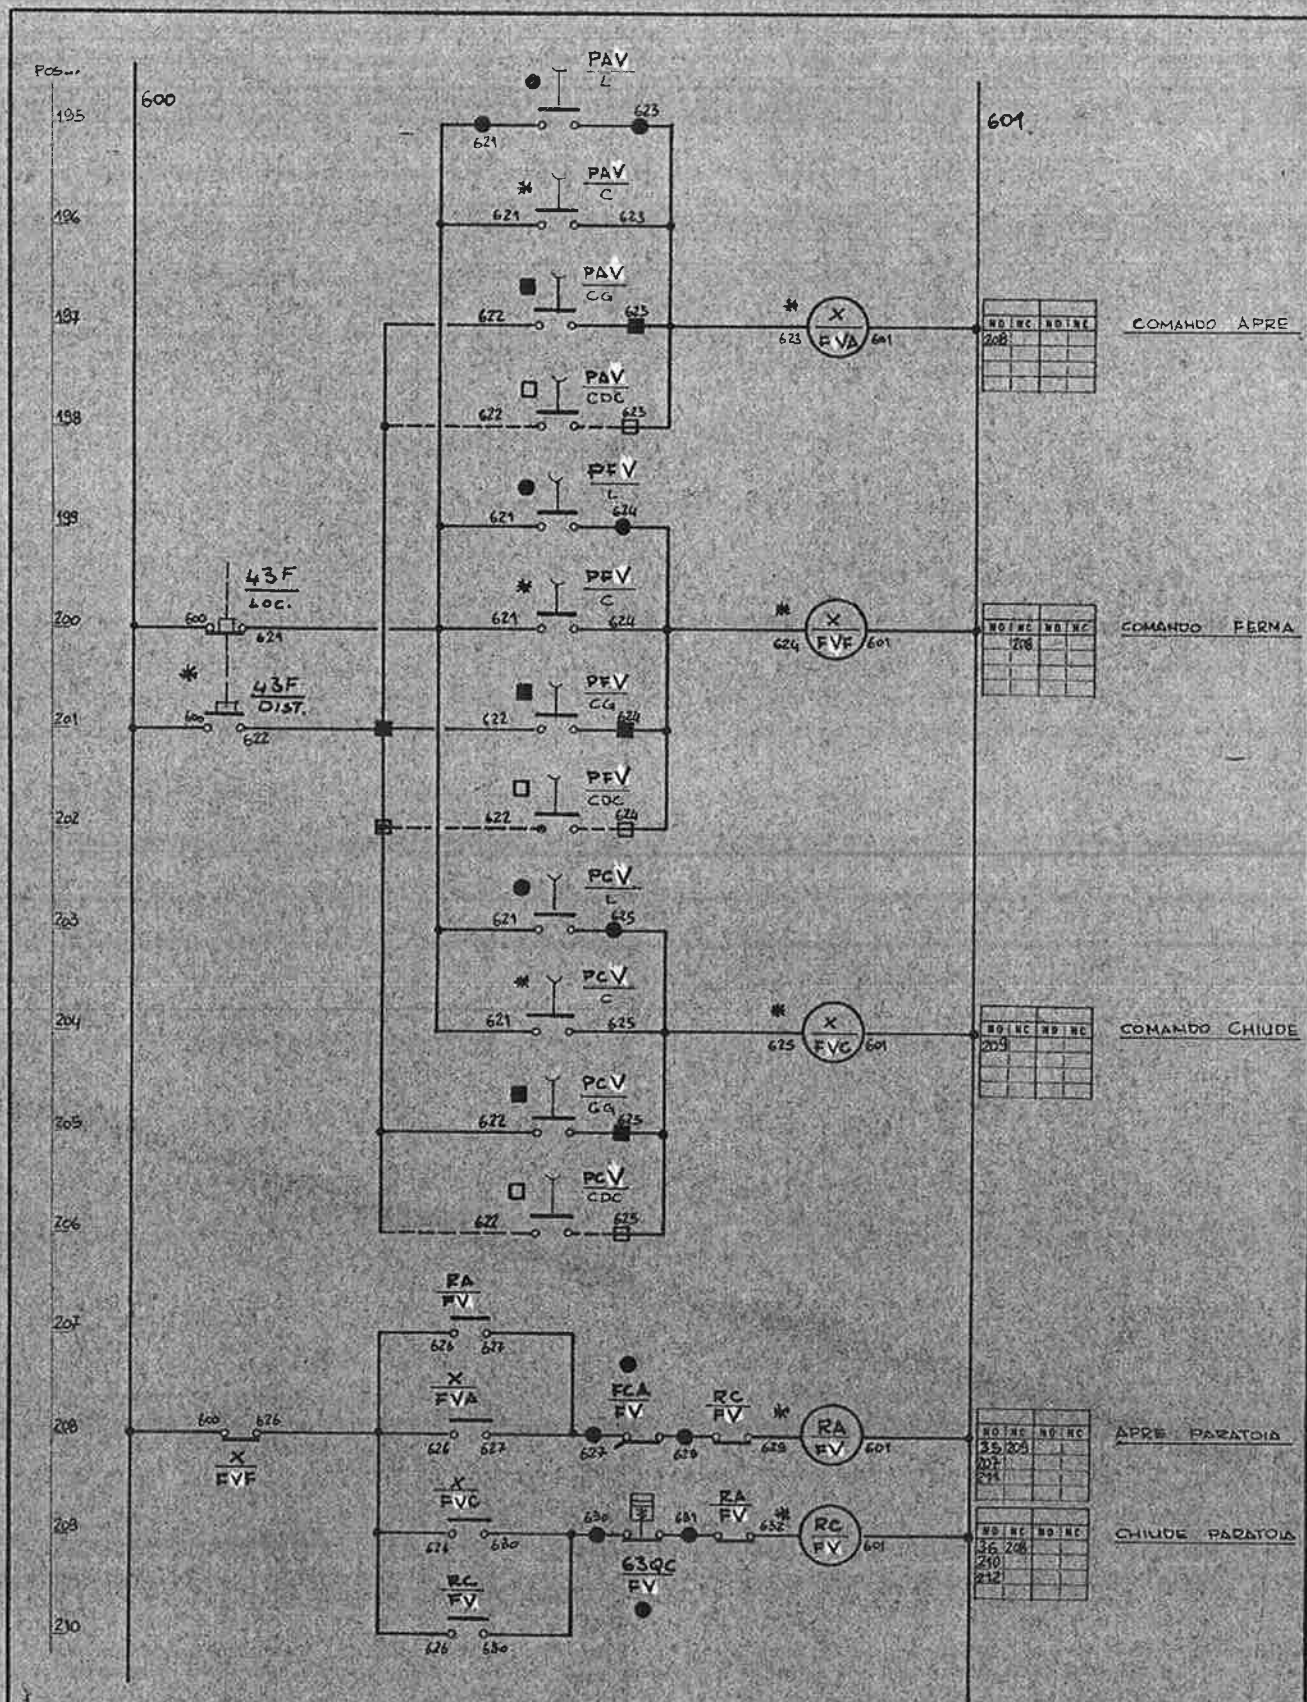 POS...
600
601
195
PAV
L
621
623
196
PAV
C
621
623
197
PAV
CG
622
623
623
X
FVA
601
NO NC NO NC
208
COMANDO APRE
198
PAV
CDC
622
623
199
PFV
L
621
624
200
43F
LOC.
600
621
PFV
C
621
624
624
X
FVF
601
NO NC NO NC
208
COMANDO FERMA
201
43F
DIST.
600
622
PFV
CG
622
624
202
PFV
CDC
622
624
203
PCV
L
621
625
204
PCV
C
621
625
625
X
FVC
601
NO NC NO NC
209
COMANDO CHIUDE
205
PCV
CG
622
625
206
PCV
CDC
622
625
207
RA
FV
626
627
208
600
626
X
FVF
X
FVA
626
627
627
FCA
FV
628
RC
FV
629
RA
FV
601
NO NC NO NC
35 209
207
211
APRE PARATOIA
209
X
FVC
626
630
630
63QC
FV
631
RA
FV
632
RC
FV
601
NO NC NO NC
36 208
210
212
CHIUDE PARATOIA
210
RC
FV
626
630